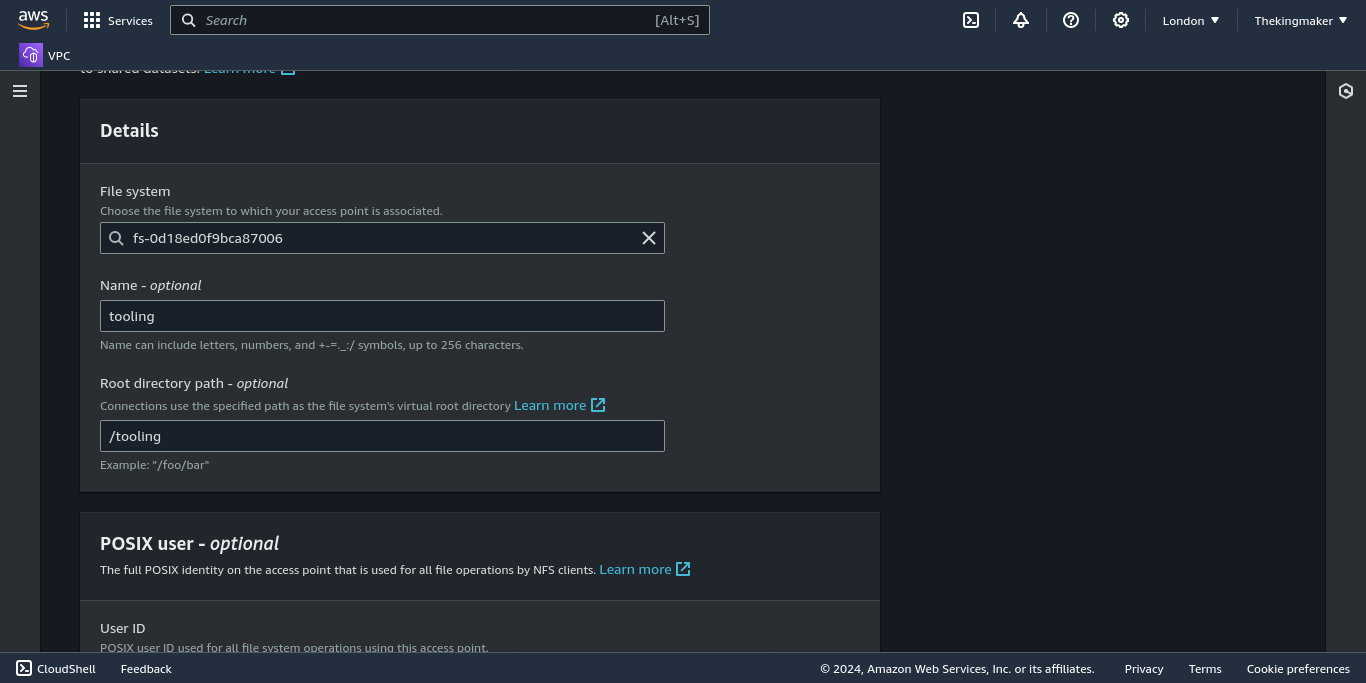 aws
Services
Search
[Alt+S]
London
Thekingmaker
VPC
to shared datasets. Learn more
Details
File system
Choose the file system to which your access point is associated.
fs-0d18ed0f9bca87006
Name - optional
tooling
Name can include letters, numbers, and +-=._:/ symbols, up to 256 characters.
Root directory path - optional
Connections use the specified path as the file system's virtual root directory Learn more
/tooling
Example: "/foo/bar"
POSIX user - optional
The full POSIX identity on the access point that is used for all file operations by NFS clients. Learn more
User ID
POSIX user ID used for all file system operations using this access point.
CloudShell
Feedback
© 2024, Amazon Web Services, Inc. or its affiliates.
Privacy
Terms
Cookie preferences